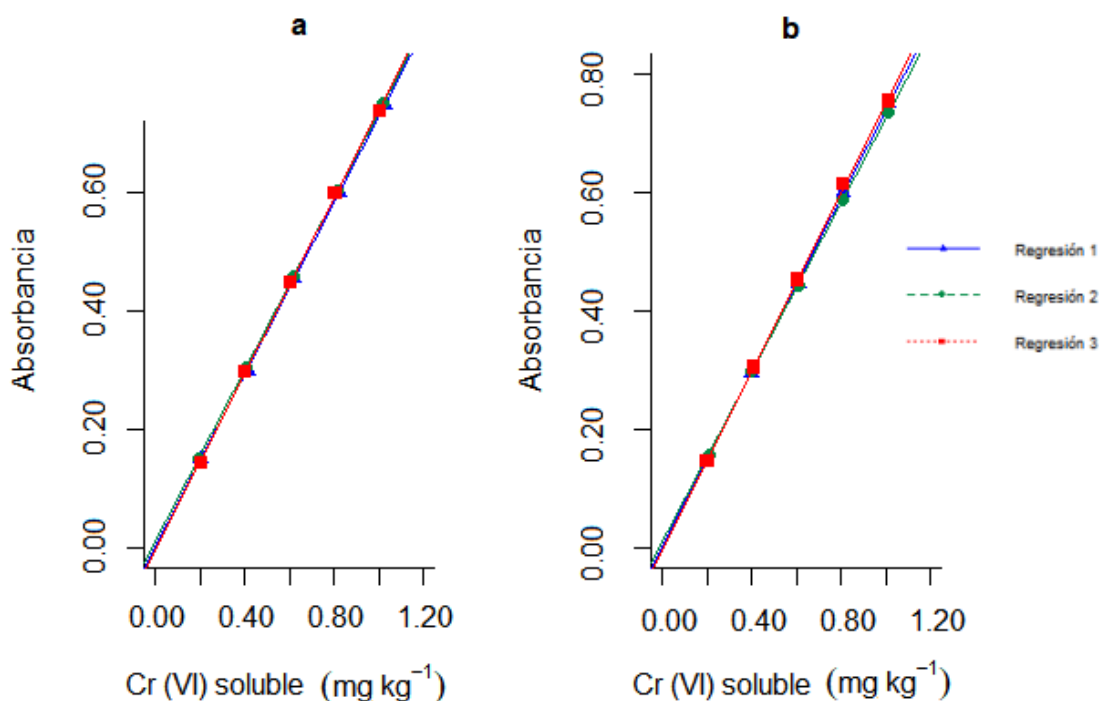 a
Absorbancia
0.00
0.20
0.40
0.60
0.00
0.40
0.80
1.20
Cr (VI) soluble (mg kg⁻¹)
b
Absorbancia
0.00
0.20
0.40
0.60
0.80
0.00
0.40
0.80
1.20
Cr (VI) soluble (mg kg⁻¹)
Regresión 1
Regresión 2
Regresión 3